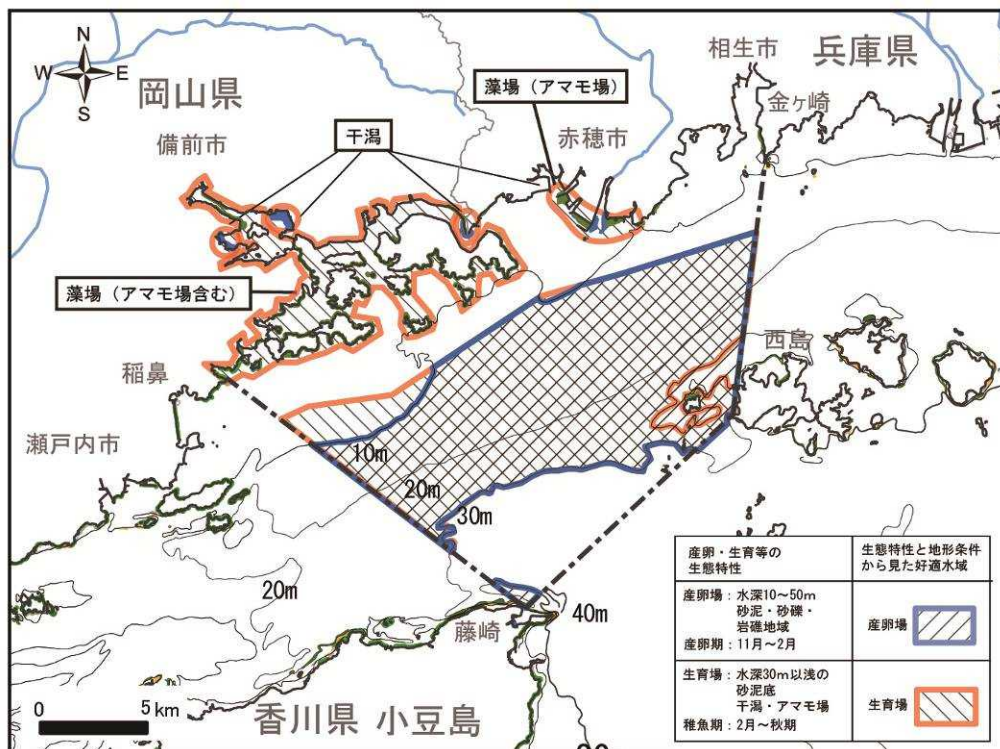 N
W E
S
岡山県
備前市
干潟
藻場（アマモ場）
赤穂市
相生市
兵庫県
金ヶ崎
藻場（アマモ場含む）
稲鼻
瀬戸内市
西島
10m
20m
30m
20m
40m
藤崎
香川県 小豆島
0 5km
産卵・生育等の
生態特性
生態特性と地形条件
から見た好適水域
産卵場：水深10～50m
砂泥・砂礫・
岩礁地域
産卵期：11月～2月
産卵場
生育場：水深30m以浅の
砂泥底
干潟・アマモ場
稚魚期：2月～秋期
生育場